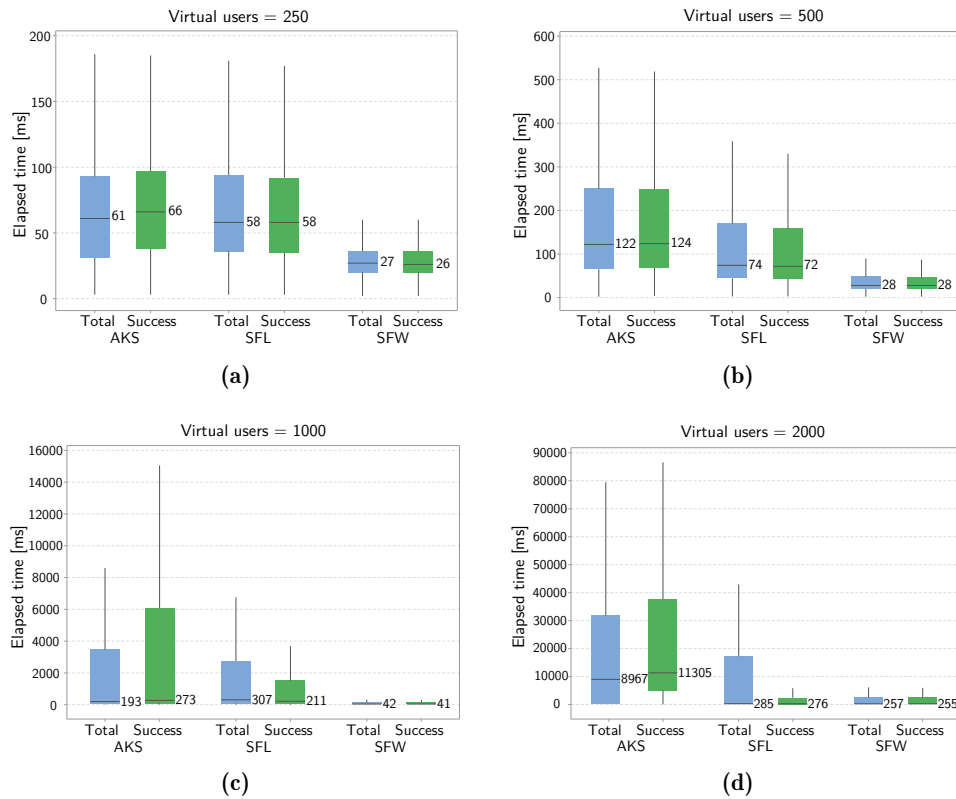 Virtual users = 250
Elapsed time [ms]
200
150
100
50
0
61
66
58
58
27
26
Total Success Total Success Total Success
AKS SFL SFW
(a)
Virtual users = 500
Elapsed time [ms]
600
500
400
300
200
100
0
122
124
74
72
28
28
Total Success Total Success Total Success
AKS SFL SFW
(b)
Virtual users = 1000
Elapsed time [ms]
16000
14000
12000
10000
8000
6000
4000
2000
0
193
273
307
211
42
41
Total Success Total Success Total Success
AKS SFL SFW
(c)
Virtual users = 2000
Elapsed time [ms]
90000
80000
70000
60000
50000
40000
30000
20000
10000
0
8967
11305
285
276
257
255
Total Success Total Success Total Success
AKS SFL SFW
(d)